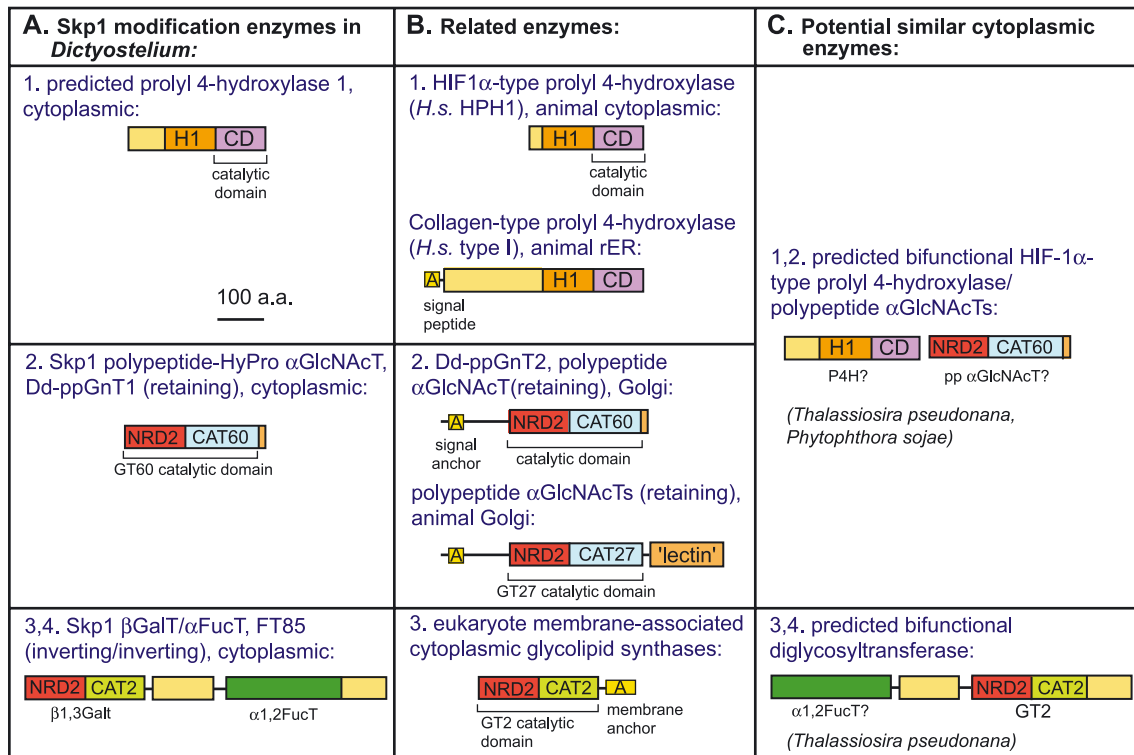 A. Skp1 modification enzymes in
Dictyostelium:
1. predicted prolyl 4-hydroxylase 1,
cytoplasmic:
H1 CD
catalytic
domain
100 a.a.
2. Skp1 polypeptide-HyPro αGlcNAcT,
Dd-ppGnT1 (retaining), cytoplasmic:
NRD2 CAT60
GT60 catalytic domain
3,4. Skp1 βGalT/αFucT, FT85
(inverting/inverting), cytoplasmic:
NRD2 CAT2
β1,3Galt α1,2FucT
B. Related enzymes:
1. HIF1α-type prolyl 4-hydroxylase
(H.s. HPH1), animal cytoplasmic:
H1 CD
catalytic
domain
Collagen-type prolyl 4-hydroxylase
(H.s. type I), animal rER:
A H1 CD
signal
peptide
2. Dd-ppGnT2, polypeptide
αGlcNAcT(retaining), Golgi:
A NRD2 CAT60
signal
anchor
catalytic domain
polypeptide αGlcNAcTs (retaining),
animal Golgi:
A NRD2 CAT27 'lectin'
GT27 catalytic domain
3. eukaryote membrane-associated
cytoplasmic glycolipid synthases:
NRD2 CAT2 A
GT2 catalytic
domain
membrane
anchor
C. Potential similar cytoplasmic
enzymes:
1,2. predicted bifunctional HIF-1α-
type prolyl 4-hydroxylase/
polypeptide αGlcNAcTs:
H1 CD NRD2 CAT60
P4H? pp αGlcNAcT?
(Thalassiosira pseudonana,
Phytophthora sojae)
3,4. predicted bifunctional
diglycosyltransferase:
NRD2 CAT2
α1,2FucT? GT2
(Thalassiosira pseudonana)